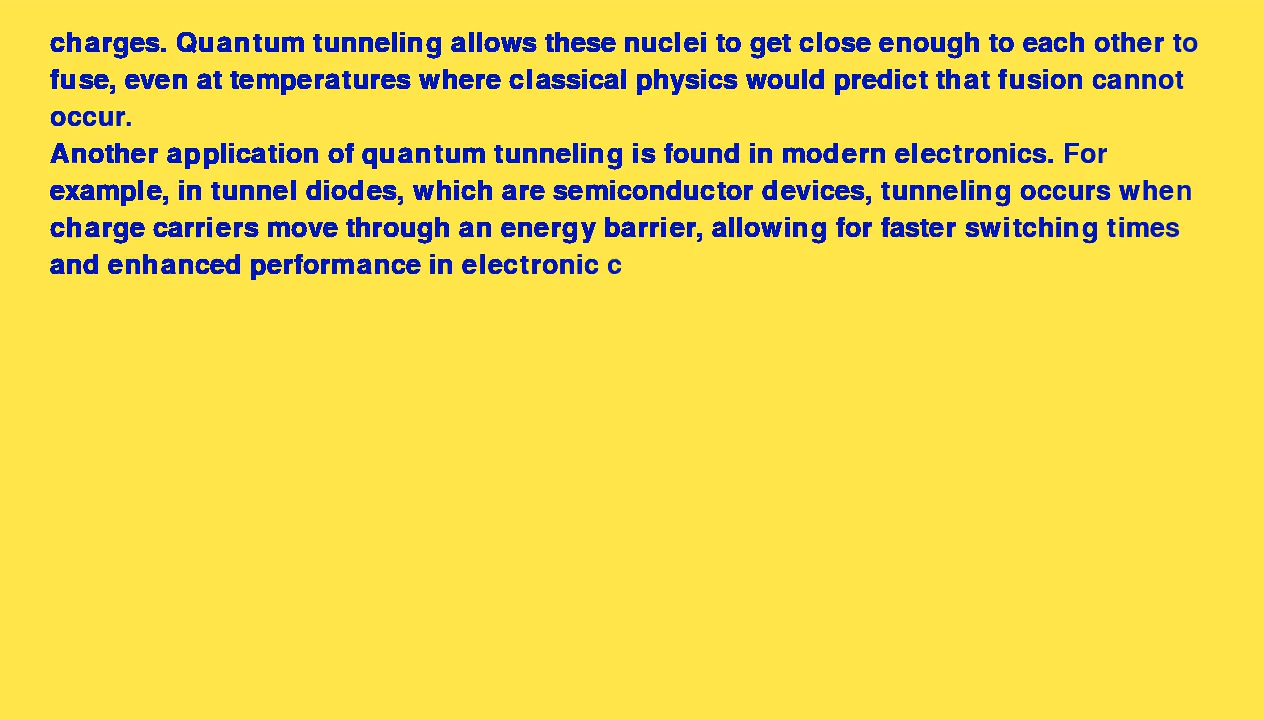 charges. Quantum tunneling allows these nuclei to get close enough to each other to
fuse, even at temperatures where classical physics would predict that fusion cannot
occur.
Another application of quantum tunneling is found in modern electronics. For
example, in tunnel diodes, which are semiconductor devices, tunneling occurs when
charge carriers move through an energy barrier, allowing for faster switching times
and enhanced performance in electronic c